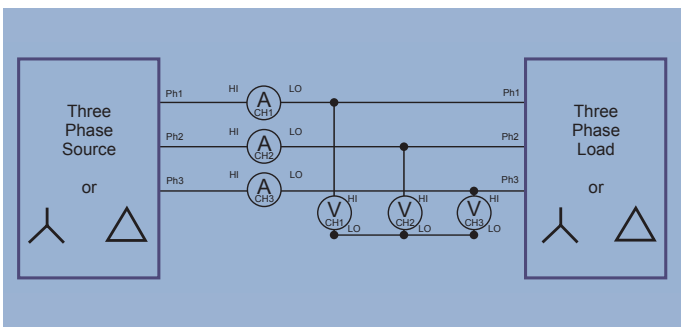 Three
Phase
Source
or
Ph1
HI
A
CH1
LO
Ph1
Ph2
HI
A
CH2
LO
Ph2
Ph3
HI
A
CH3
LO
Ph3
V
CH1
HI
LO
V
CH2
HI
LO
V
CH3
HI
LO
Three
Phase
Load
or